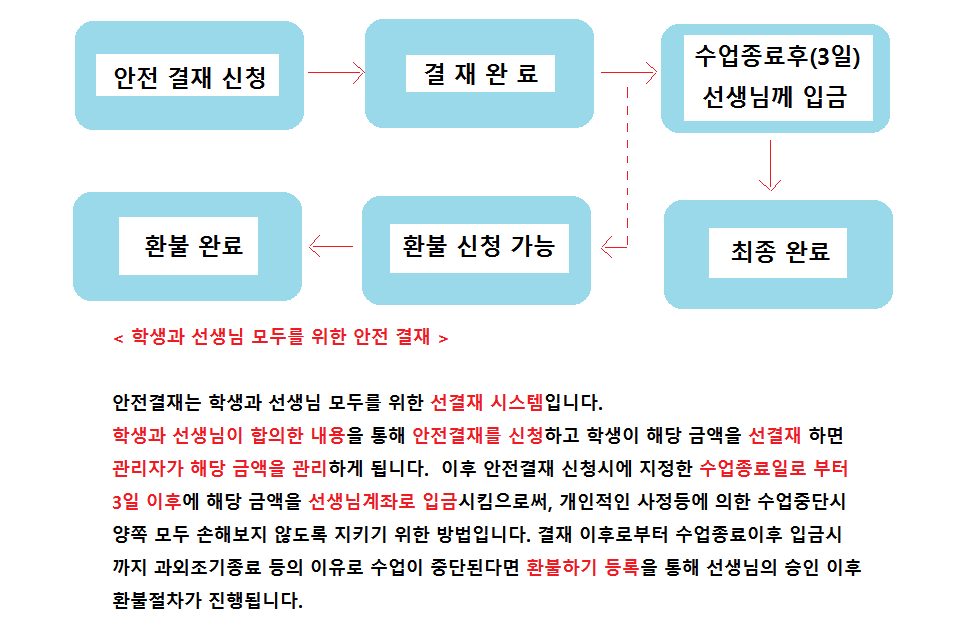 안전 결재 신청
결 재 완 료
수업종료후(3일)
선생님께 입금
환불 완료
환불 신청 가능
최종 완료
< 학생과 선생님 모두를 위한 안전 결재 >
안전결재는 학생과 선생님 모두를 위한 선결재 시스템입니다.
학생과 선생님이 합의한 내용을 통해 안전결재를 신청하고 학생이 해당 금액을 선결재 하면
관리자가 해당 금액을 관리하게 됩니다. 이후 안전결재 신청시에 지정한 수업종료일로 부터
3일 이후에 해당 금액을 선생님계좌로 입금시킴으로써, 개인적인 사정등에 의한 수업중단시
양쪽 모두 손해보지 않도록 지키기 위한 방법입니다. 결재 이후로부터 수업종료이후 입금시
까지 과외조기종료 등의 이유로 수업이 중단된다면 환불하기 등록을 통해 선생님의 승인 이후
환불절차가 진행됩니다.